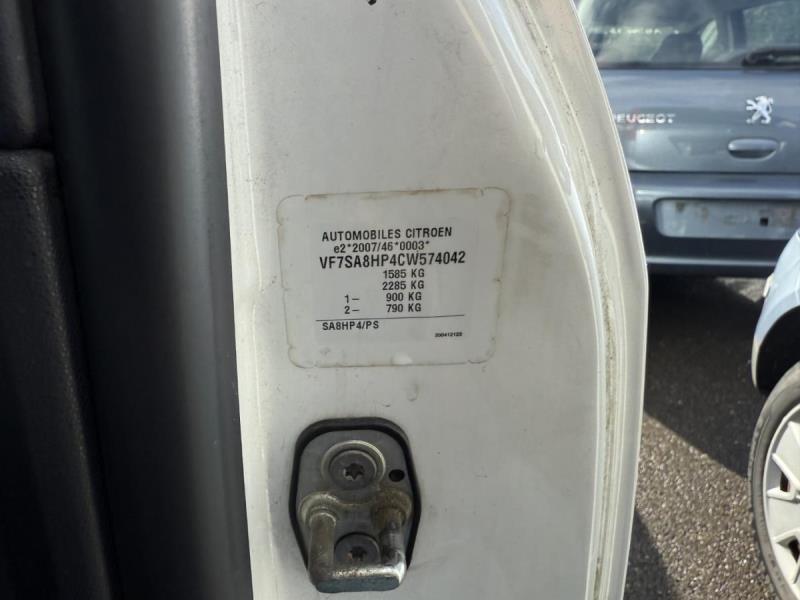 PEUGEOT
AUTOMOBILES CITROEN
e2*2007/46*0003*
VF7SA8HP4CW574042
1585 KG
2285 KG
1– 900 KG
2– 790 KG
SA8HP4/PS